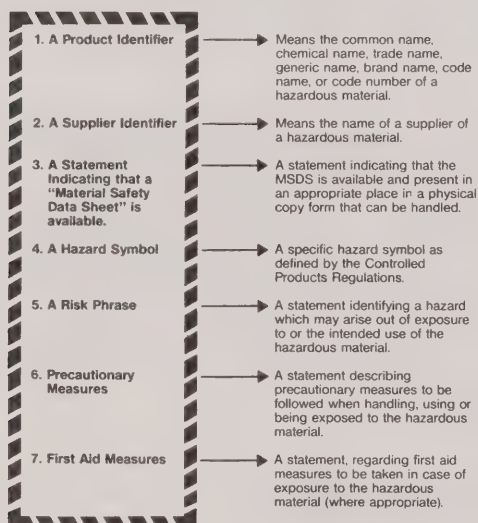 1. A Product Identifier
Means the common name,
chemical name, trade name,
generic name, brand name, code
name, or code number of a
hazardous material.
2. A Supplier Identifier
Means the name of a supplier of
a hazardous material.
3. A Statement
Indicating that a
"Material Safety
Data Sheet" is
available.
A statement indicating that the
MSDS is available and present in
an appropriate place in a physical
copy form that can be handled.
4. A Hazard Symbol
A specific hazard symbol as
defined by the Controlled
Products Regulations.
5. A Risk Phrase
A statement identifying a hazard
which may arise out of exposure
to or the intended use of the
hazardous material.
6. Precautionary
Measures
A statement describing
precautionary measures to be
followed when handling, using or
being exposed to the hazardous
material.
7. First Aid Measures
A statement, regarding first aid
measures to be taken in case of
exposure to the hazardous
material (where appropriate).